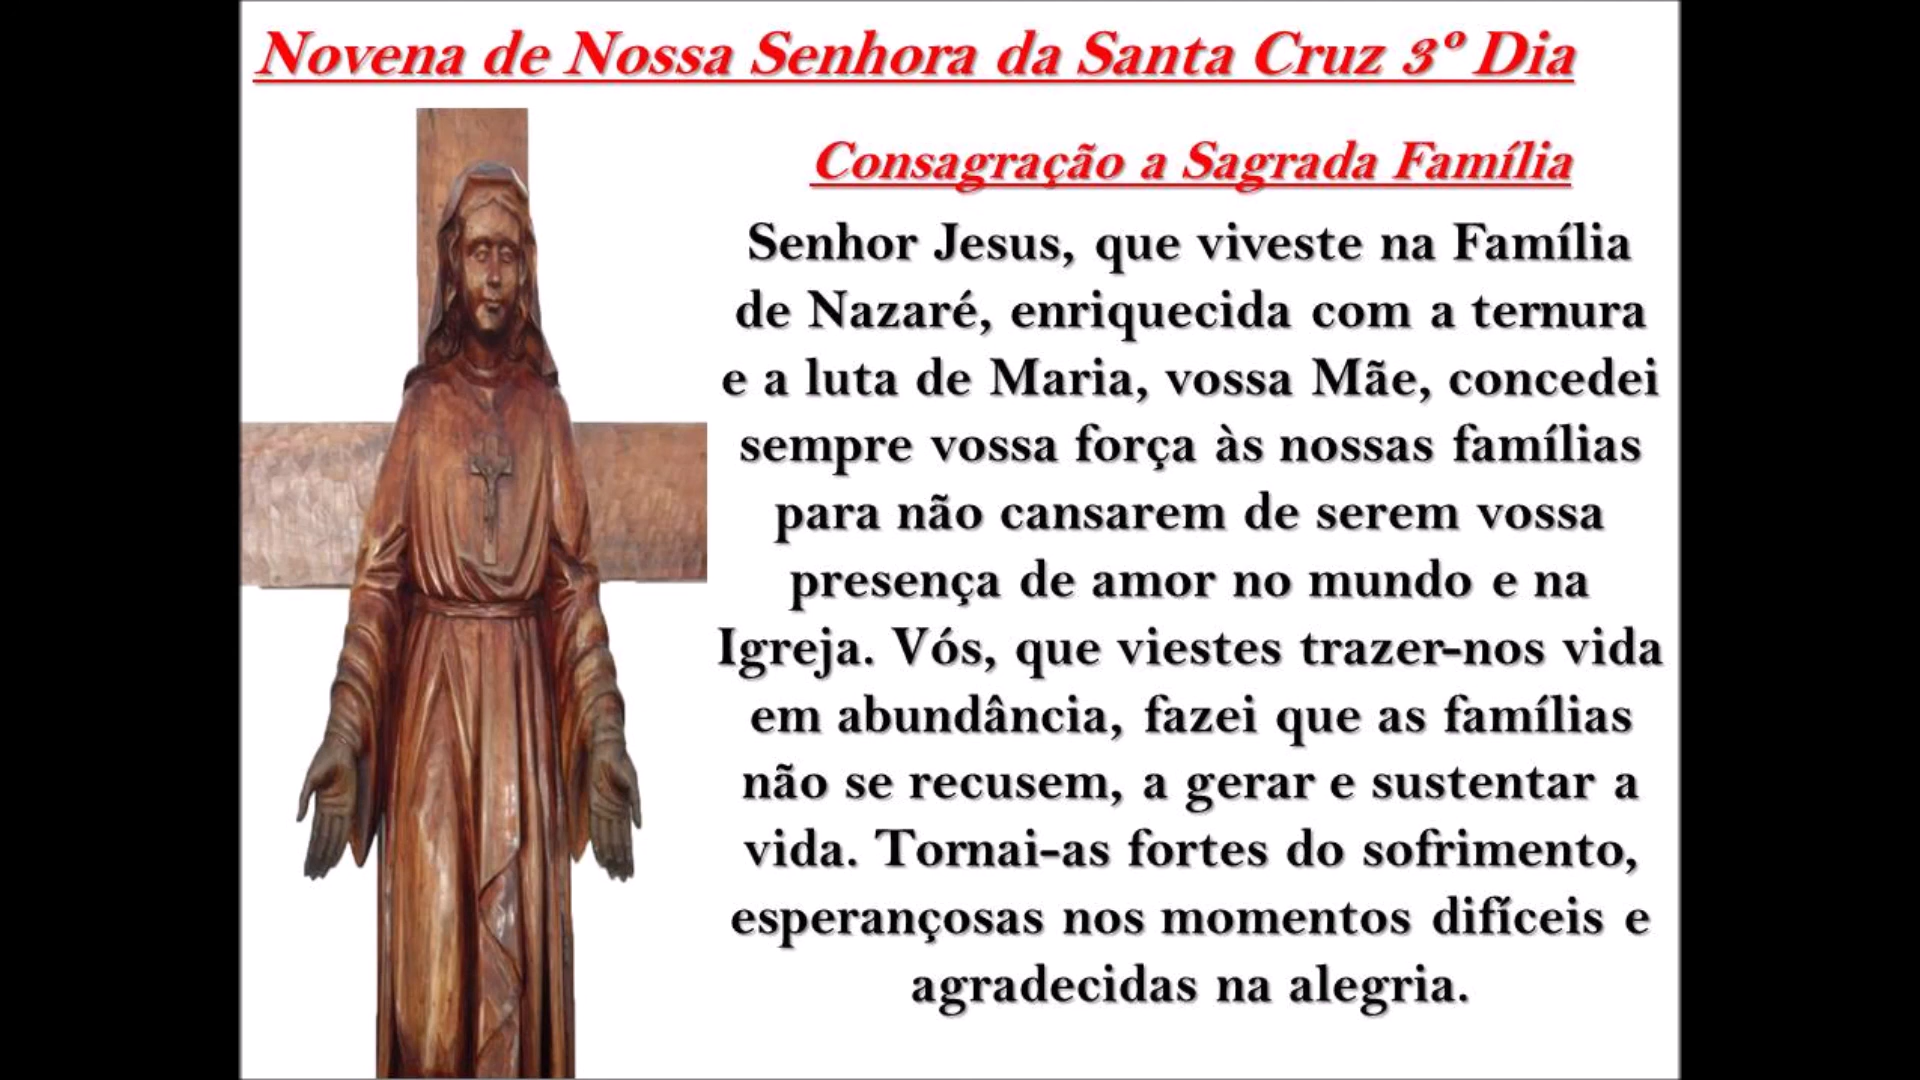 Novena de Nossa Senhora da Santa Cruz 3º Dia
Consagração a Sagrada Família
Senhor Jesus, que viveste na Família
de Nazaré, enriquecida com a ternura
e a luta de Maria, vossa Mãe, concedei
sempre vossa força às nossas famílias
para não cansarem de serem vossa
presença de amor no mundo e na
Igreja. Vós, que viestes trazer-nos vida
em abundância, fazei que as famílias
não se recusem, a gerar e sustentar a
vida. Tornai-as fortes do sofrimento,
esperançosas nos momentos difíceis e
agradecidas na alegria.